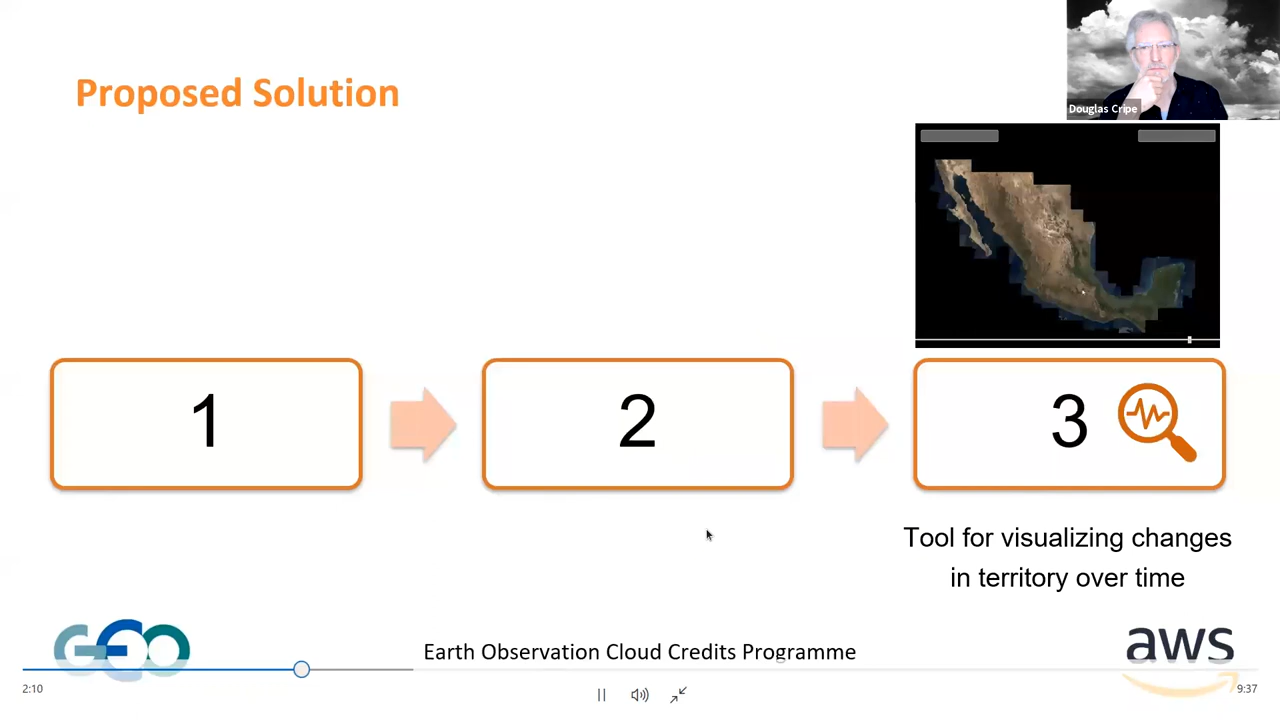 Proposed Solution
Douglas Cripe
1
2
3
Tool for visualizing changes
in territory over time
GEO
Earth Observation Cloud Credits Programme
aws
2:10
9:37